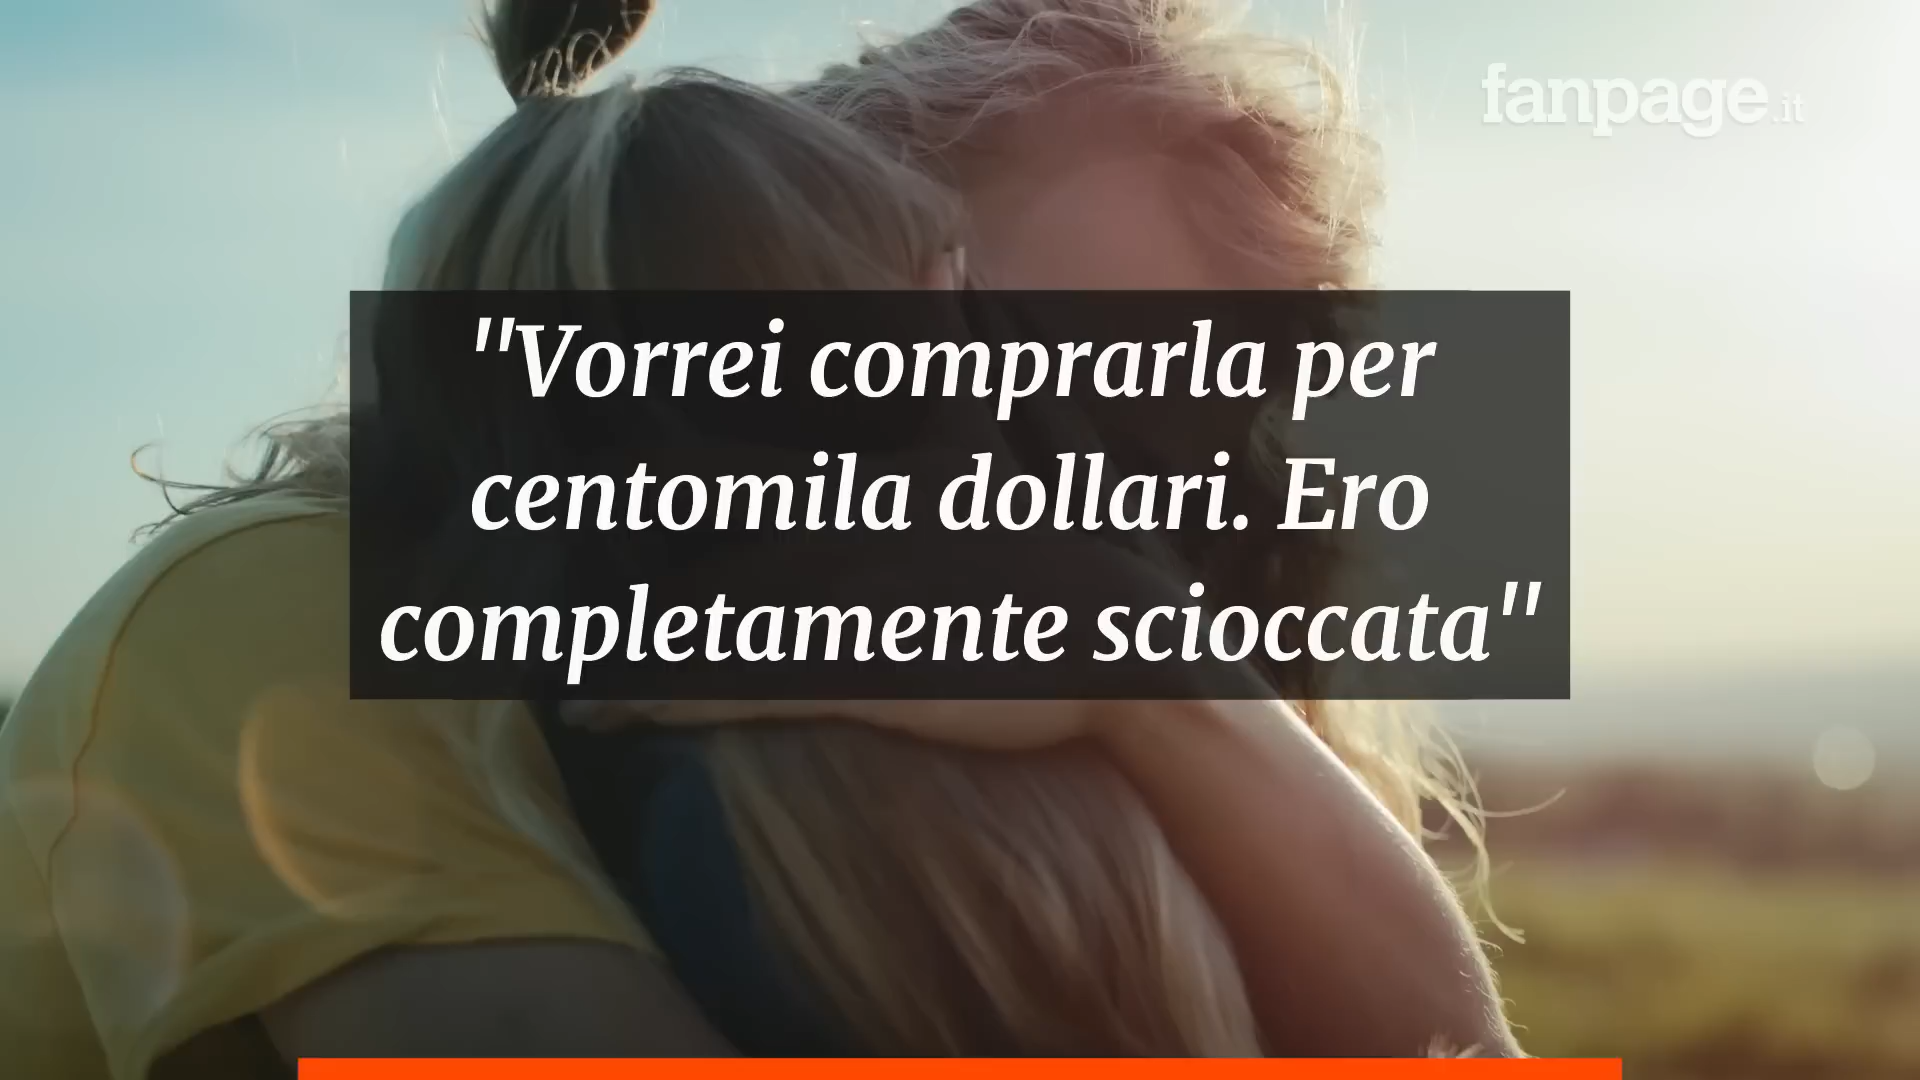 fanpage.it
"Vorrei comprarla per
centomila dollari. Ero
completamente scioccata"